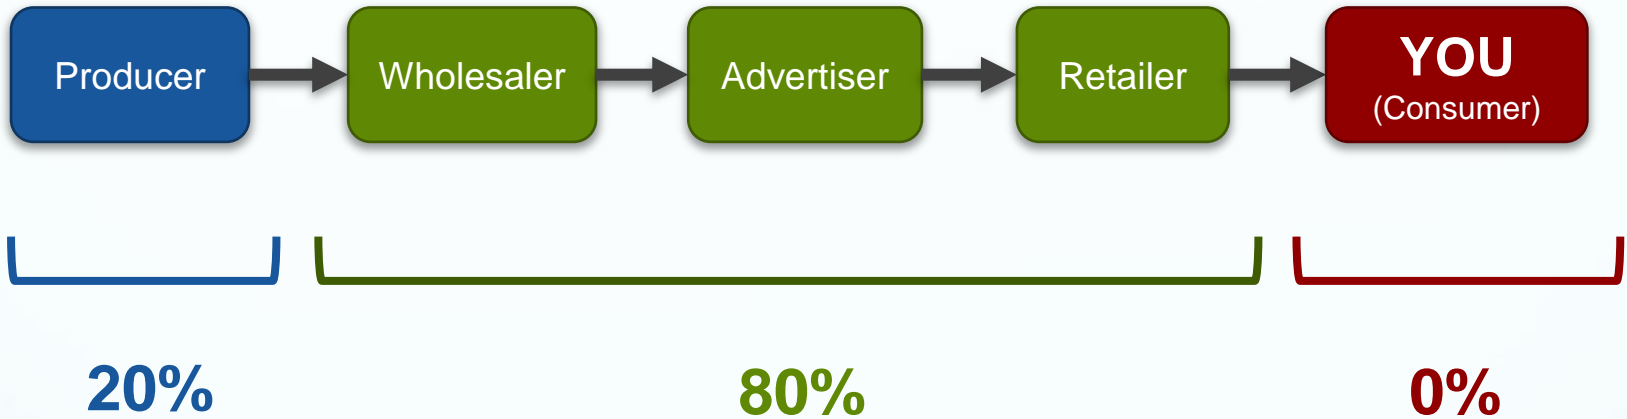 Producer
Wholesaler
Advertiser
Retailer
YOU
(Consumer)
20%
80%
0%